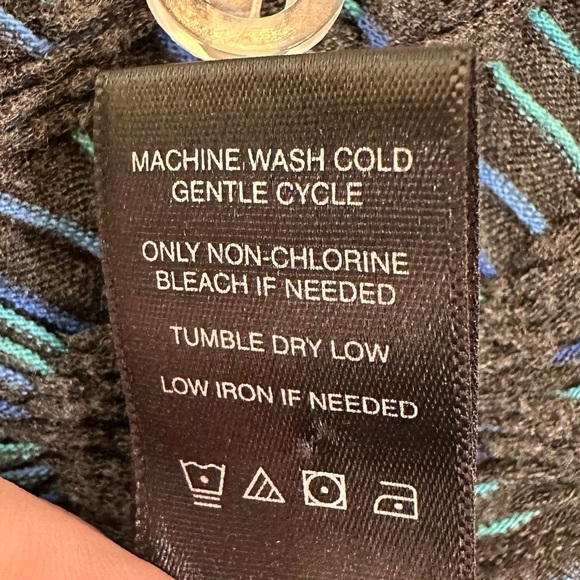 MACHINE WASH COLD
GENTLE CYCLE
ONLY NON-CHLORINE
BLEACH IF NEEDED
TUMBLE DRY LOW
LOW IRON IF NEEDED